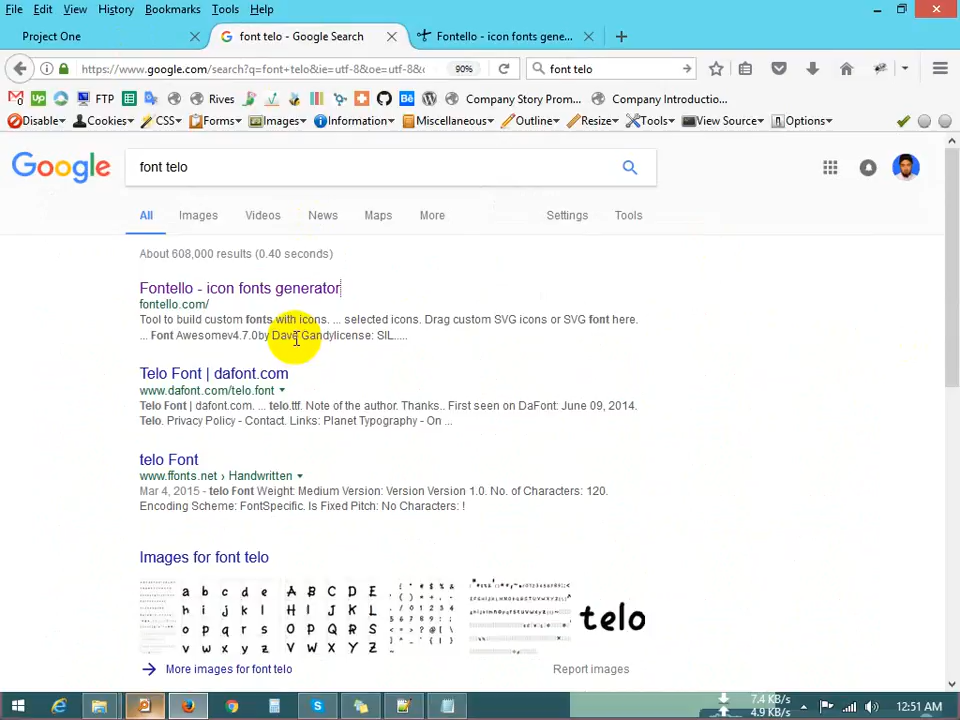 File Edit View History Bookmarks Tools Help
Project One
font telo - Google Search
Fontello - icon fonts gene...
https://www.google.com/search?q=font+telo&ie=utf-8&oe=utf-8&
90%
font telo
Up FTP Rives Bē Company Story Prom... Company Introductio...
Disable Cookies CSS Forms Images Information Miscellaneous Outline Resize Tools View Source Options
Google
font telo
All Images Videos News Maps More Settings Tools
About 608,000 results (0.40 seconds)
Fontello - icon fonts generator
fontello.com/
Tool to build custom fonts with icons. ... selected icons. Drag custom SVG icons or SVG font here.
... Font Awesomev4.7.0by Dave Gandylicense: SIL.....
Telo Font | dafont.com
www.dafont.com/telo.font
Telo Font | dafont.com. ... telo.ttf. Note of the author. Thanks.. First seen on DaFont: June 09, 2014.
Telo. Privacy Policy - Contact. Links: Planet Typography - On ...
telo Font
www.ffonts.net › Handwritten
Mar 4, 2015 - telo Font Weight: Medium Version: Version Version 1.0. No. of Characters: 120.
Encoding Scheme: FontSpecific. Is Fixed Pitch: No Characters: !
Images for font telo
a b c d e
h i j k l
o p q r s
v w x y z
A B C D E
H I J K L
O P Q R S
V W X Y Z
telo
More images for font telo
Report images
7.4 KB/s
4.9 KB/s
12:51 AM